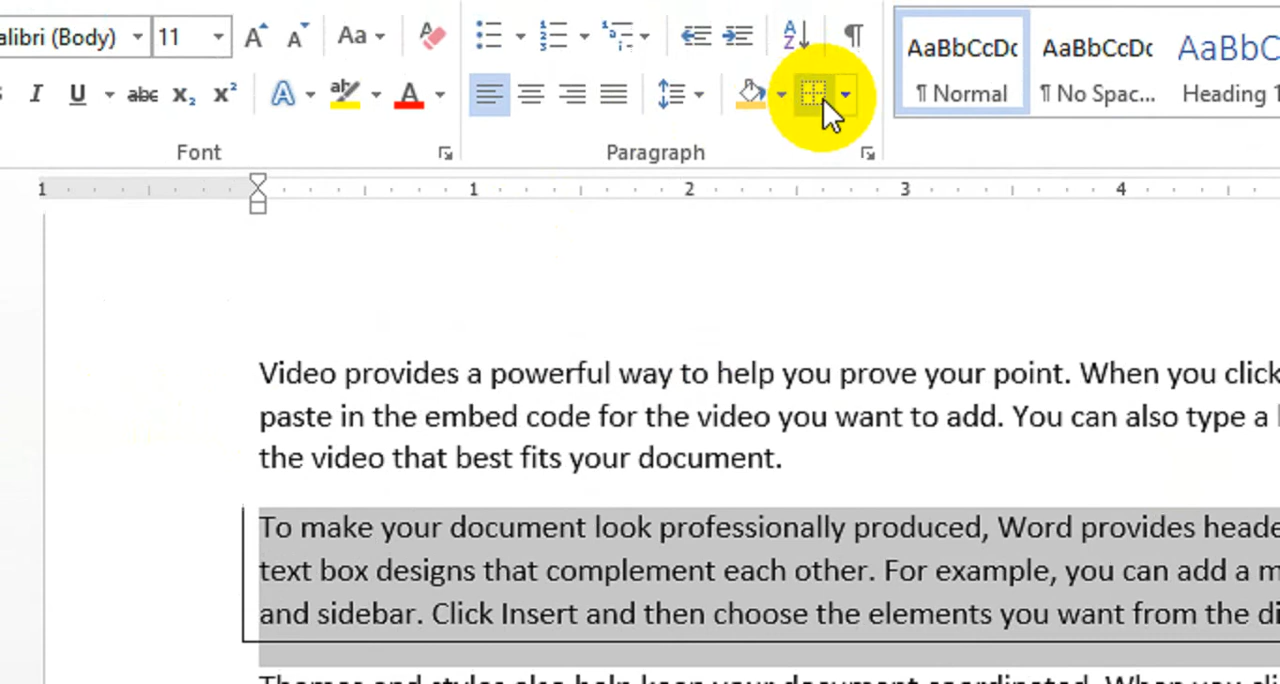 alibri (Body) 11 Aa
I U abc X₂ X² A ab A
Font Paragraph
AaBbCcDc AaBbCcDc AaBbC
¶ Normal ¶ No Spac... Heading 1
1 1 2 3 4
Video provides a powerful way to help you prove your point. When you click
paste in the embed code for the video you want to add. You can also type a
the video that best fits your document.
To make your document look professionally produced, Word provides heade
text box designs that complement each other. For example, you can add a m
and sidebar. Click Insert and then choose the elements you want from the di
Themes and styles also help keep your document coordinated. When you cli